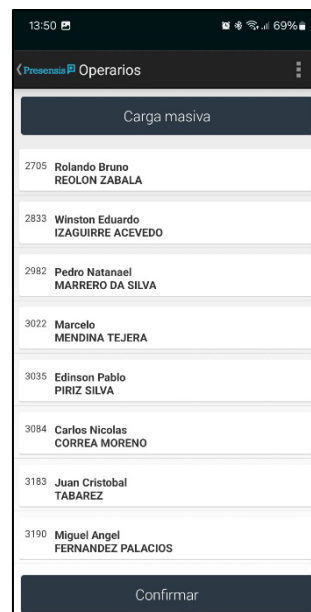 13:50 69%
Presensis Operarios
Carga masiva
2705 Rolando Bruno
REOLON ZABALA
2833 Winston Eduardo
IZAGUIRRE ACEVEDO
2982 Pedro Natanael
MARRERO DA SILVA
3022 Marcelo
MENDINA TEJERA
3035 Edinson Pablo
PIRIZ SILVA
3084 Carlos Nicolas
CORREA MORENO
3183 Juan Cristobal
TABAREZ
3190 Miguel Angel
FERNANDEZ PALACIOS
Confirmar